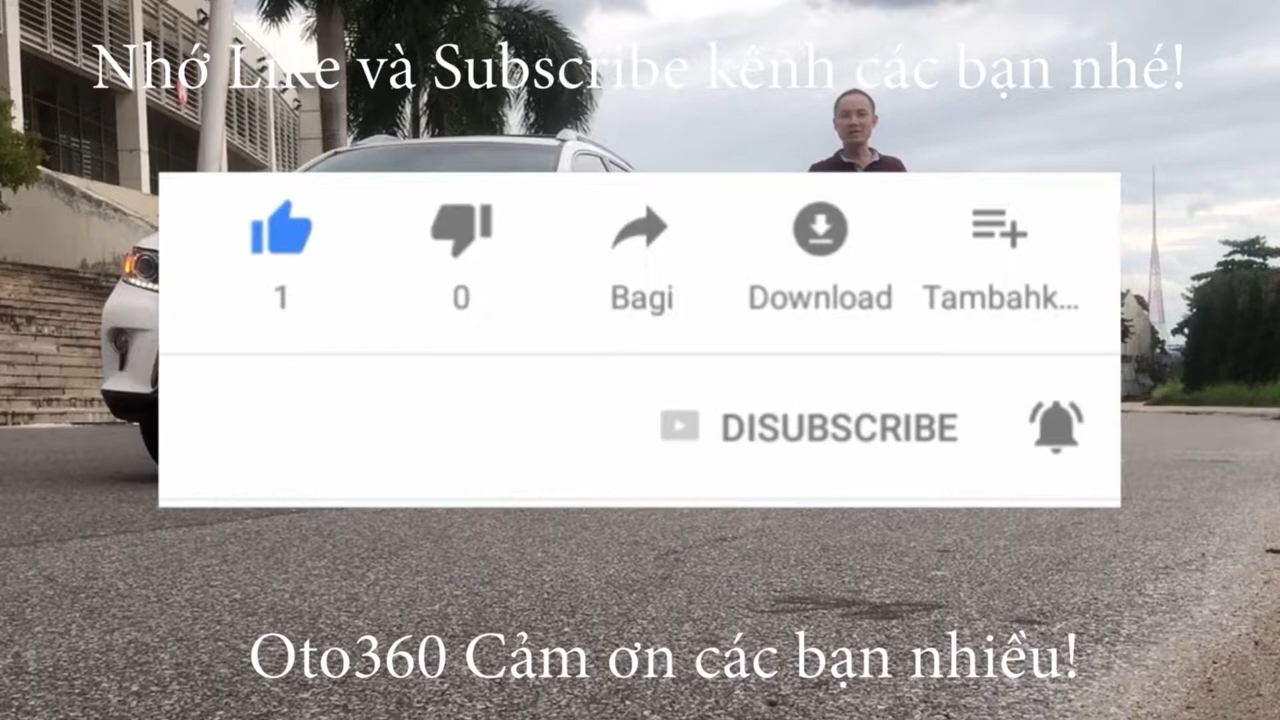 Nhớ Like và Subscribe kênh các bạn nhé!
1 0 Bagi Download Tambahk...
DISUBSCRIBE
Oto360 Cảm ơn các bạn nhiều!